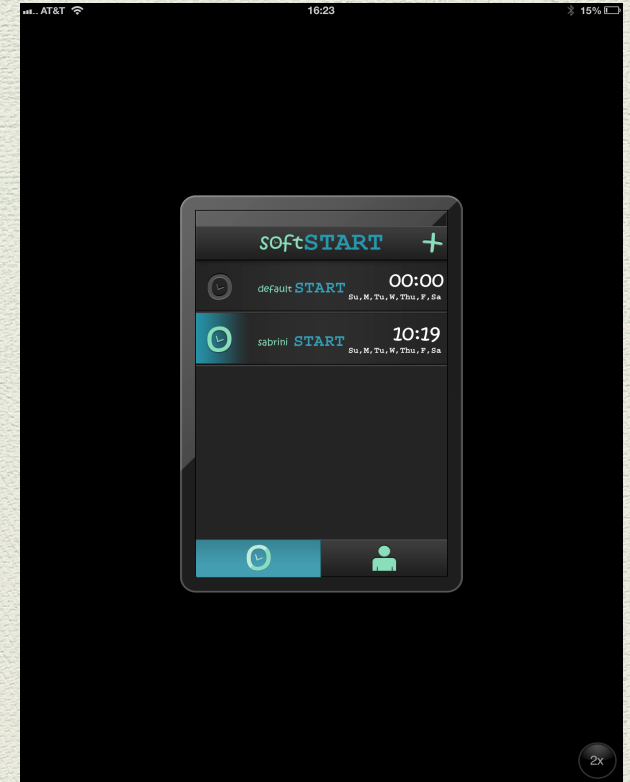 AT&T 16:23 15%
softSTART +
default START 00:00
Su,M,Tu,W,Thu,F,Sa
sabrini START 10:19
Su,M,Tu,W,Thu,F,Sa
2x